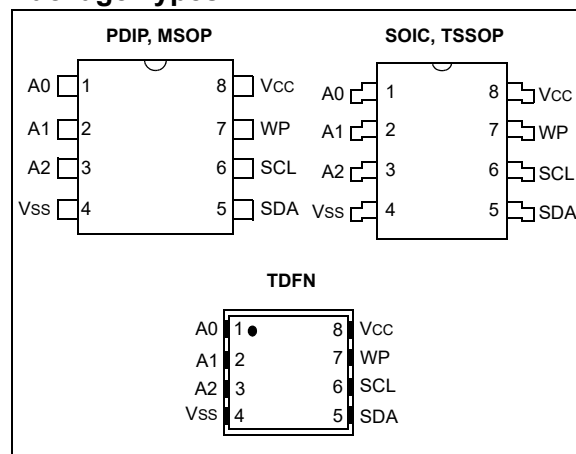 PDIP, MSOP
A0 1 8 VCC
A1 2 7 WP
A2 3 6 SCL
VSS 4 5 SDA
SOIC, TSSOP
A0 1 8 VCC
A1 2 7 WP
A2 3 6 SCL
VSS 4 5 SDA
TDFN
A0 1 8 VCC
A1 2 7 WP
A2 3 6 SCL
VSS 4 5 SDA